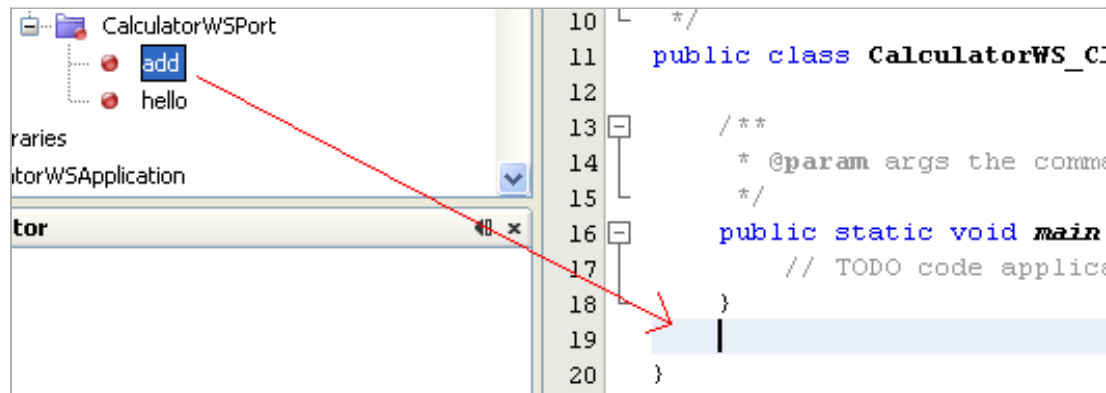 CalculatorWSPort
add
hello
raries
atorWSApplication
tor
10 */
11 public class CalculatorWS_Cl
12
13 /**
14 * @param args the comma
15 */
16 public static void main
17 // TODO code applica
18 }
19
20 }